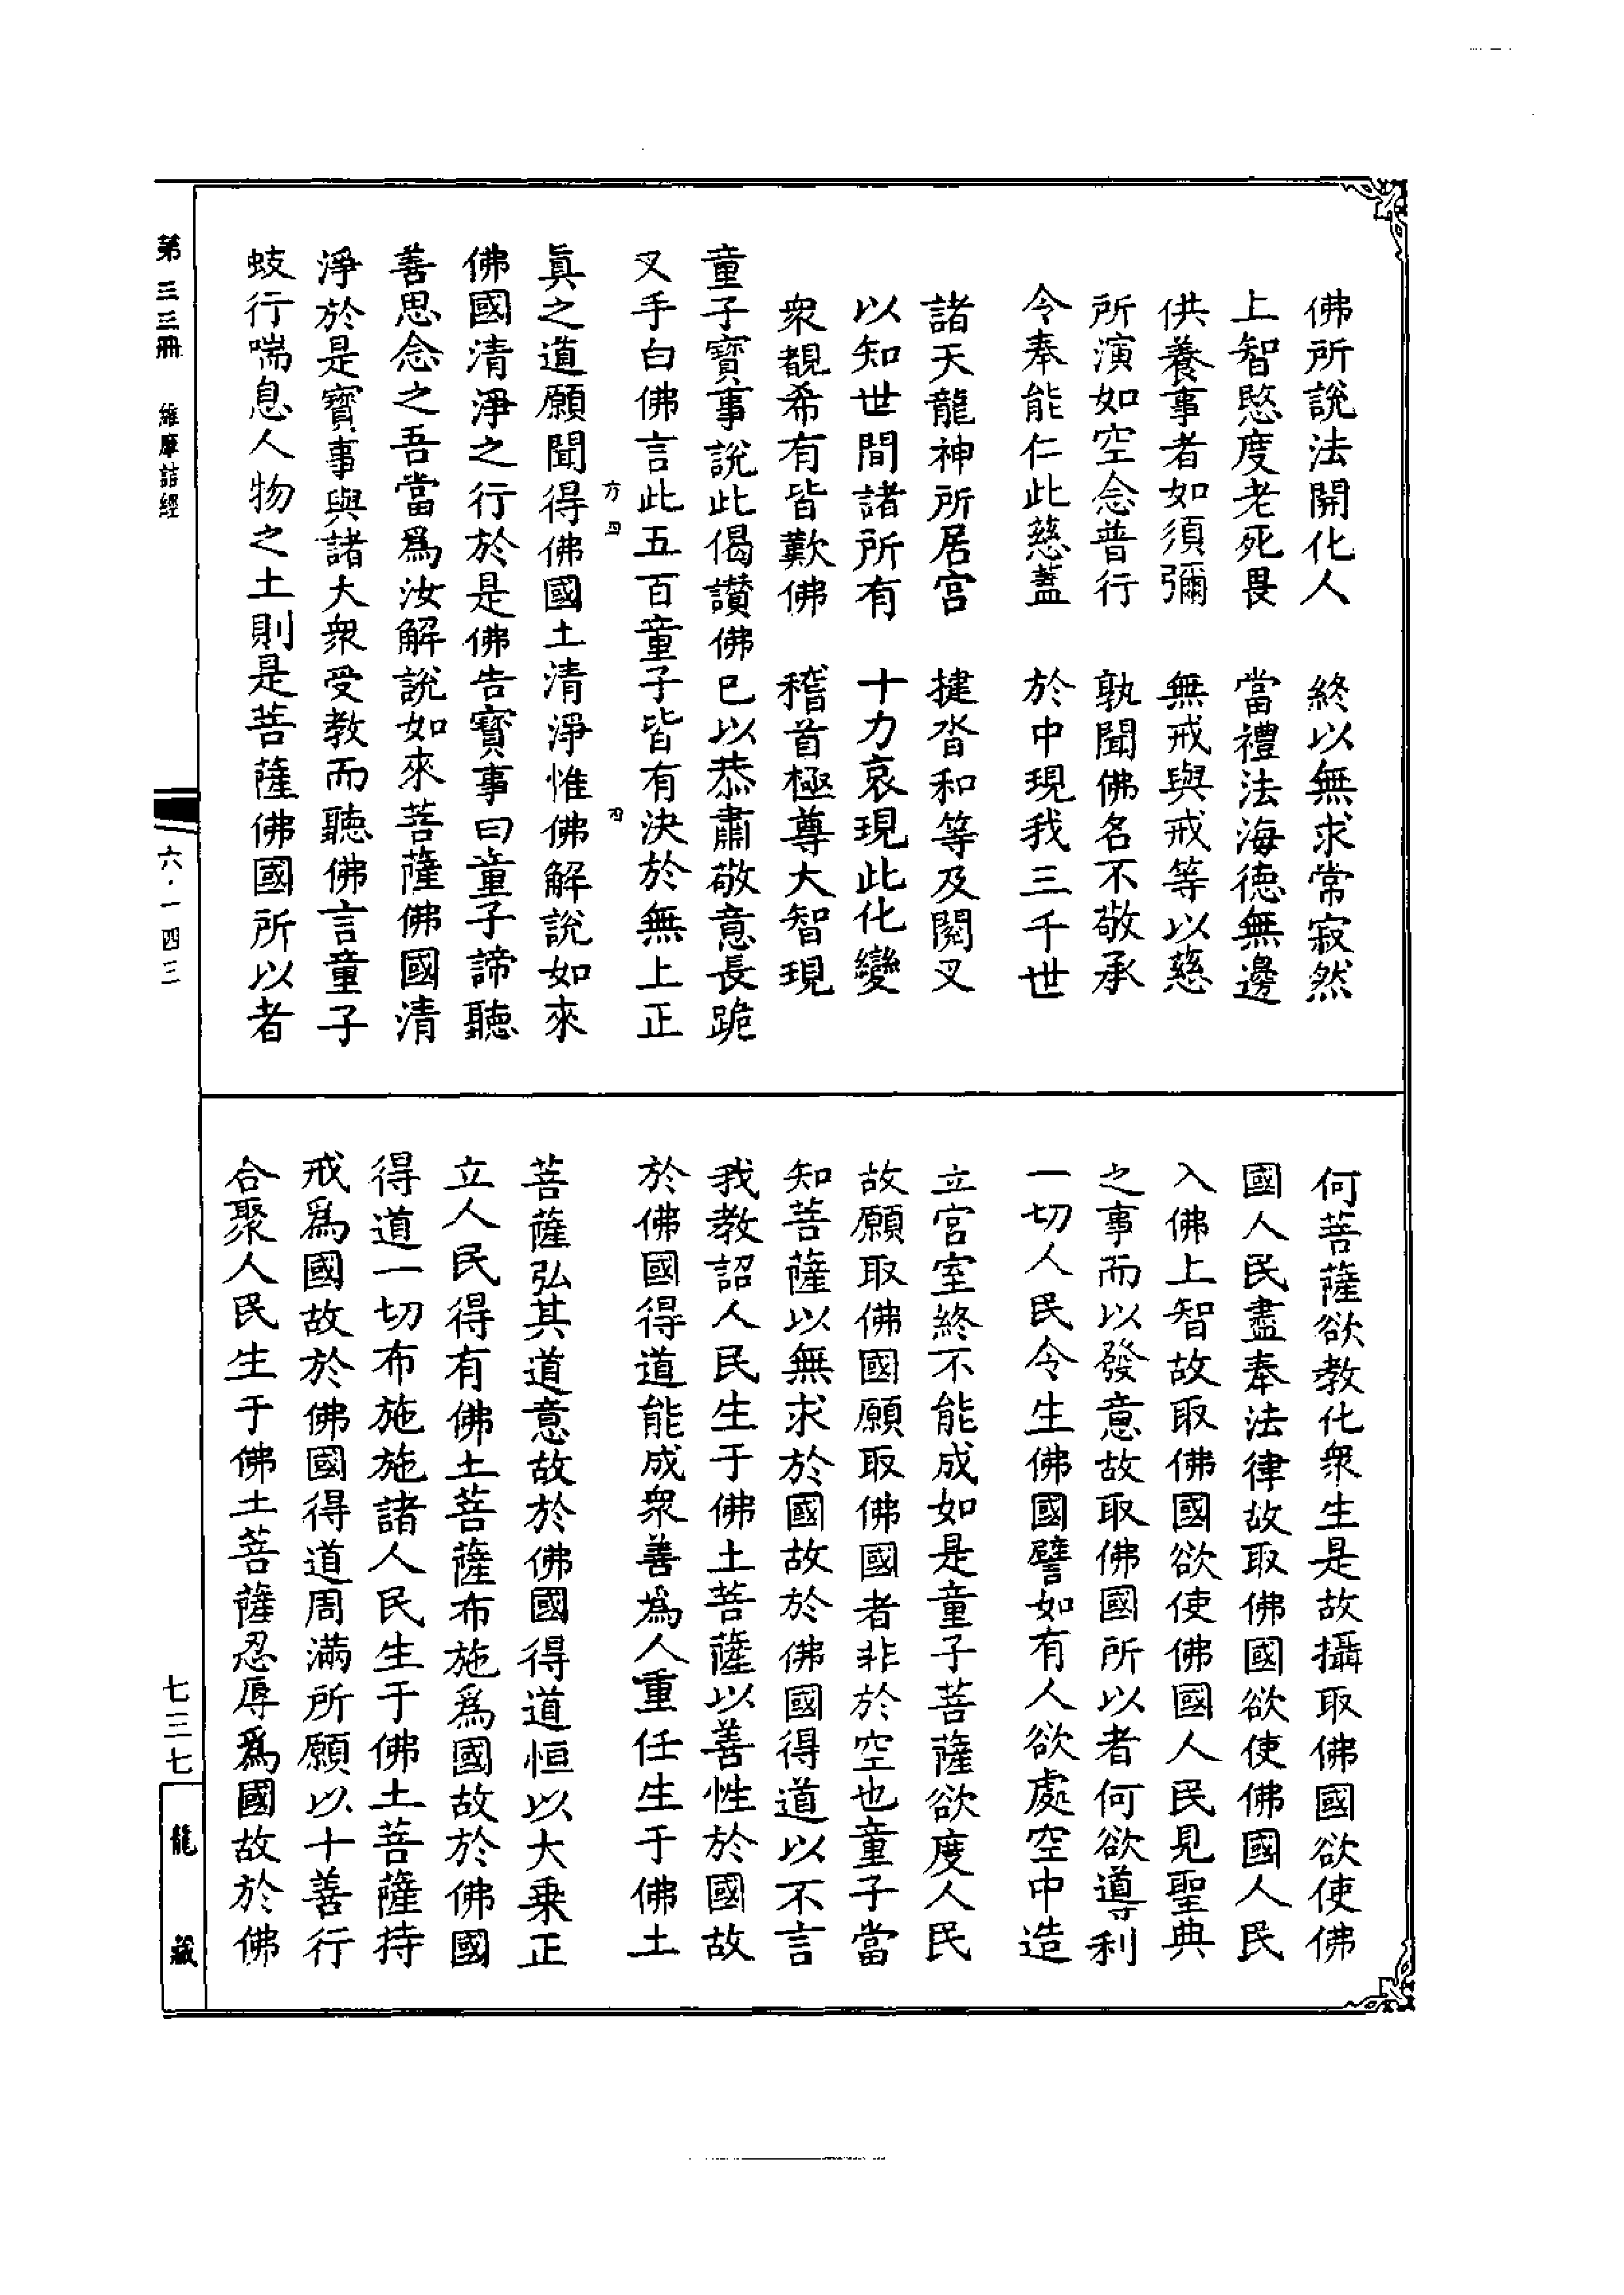 佛所說法開化人　終以無求常寂然
上智愍度老死畏　當禮法海德無邊
供養事者如須彌　無戒與戒等以慈
所演如空念普行　孰聞佛名不敬承
令奉能仁此慈蓋　於中現我三千世
諸天龍神所居宮　揵沓和等及閱叉
以知世間諸所有　十力哀現此化變
衆覩希有皆歎佛　稽首極尊大智現
童子寶事說此偈讚佛已以恭肅敬意長跪
叉手白佛言此五百童子皆有決於無上正
方四
四
眞之道願聞得佛國土清淨惟佛解說如來
佛國清淨之行於是佛告寶事曰童子諦聽
善思念之吾當爲汝解說如來菩薩佛國清
淨於是寶事與諸大衆受教而聽佛言童子
蚑行喘息人物之土則是菩薩佛國所以者
何菩薩欲教化衆生是故攝取佛國欲使佛
國人民盡奉法律故取佛國欲使佛國人民
入佛上智故取佛國欲使佛國人民見聖典
之事而以發意故取佛國所以者何欲導利
一切人民令生佛國譬如有人欲處空中造
立宮室終不能成如是童子菩薩欲度人民
故願取佛國願取佛國者非於空也童子當
知菩薩以無求於國故於佛國得道以不言
我教詔人民生于佛土菩薩以善性於國故
於佛國得道能成衆善爲人重任生于佛土
菩薩弘其道意故於佛國得道恒以大乗正
立人民得有佛土菩薩布施爲國故於佛國
得道一切布施施諸人民生于佛土菩薩持
戒爲國故於佛國得道周滿所願以十善行
合聚人民生于佛土菩薩忍辱爲國故於佛
第三三冊　維摩詰經
六·一四三
七三七
龍藏